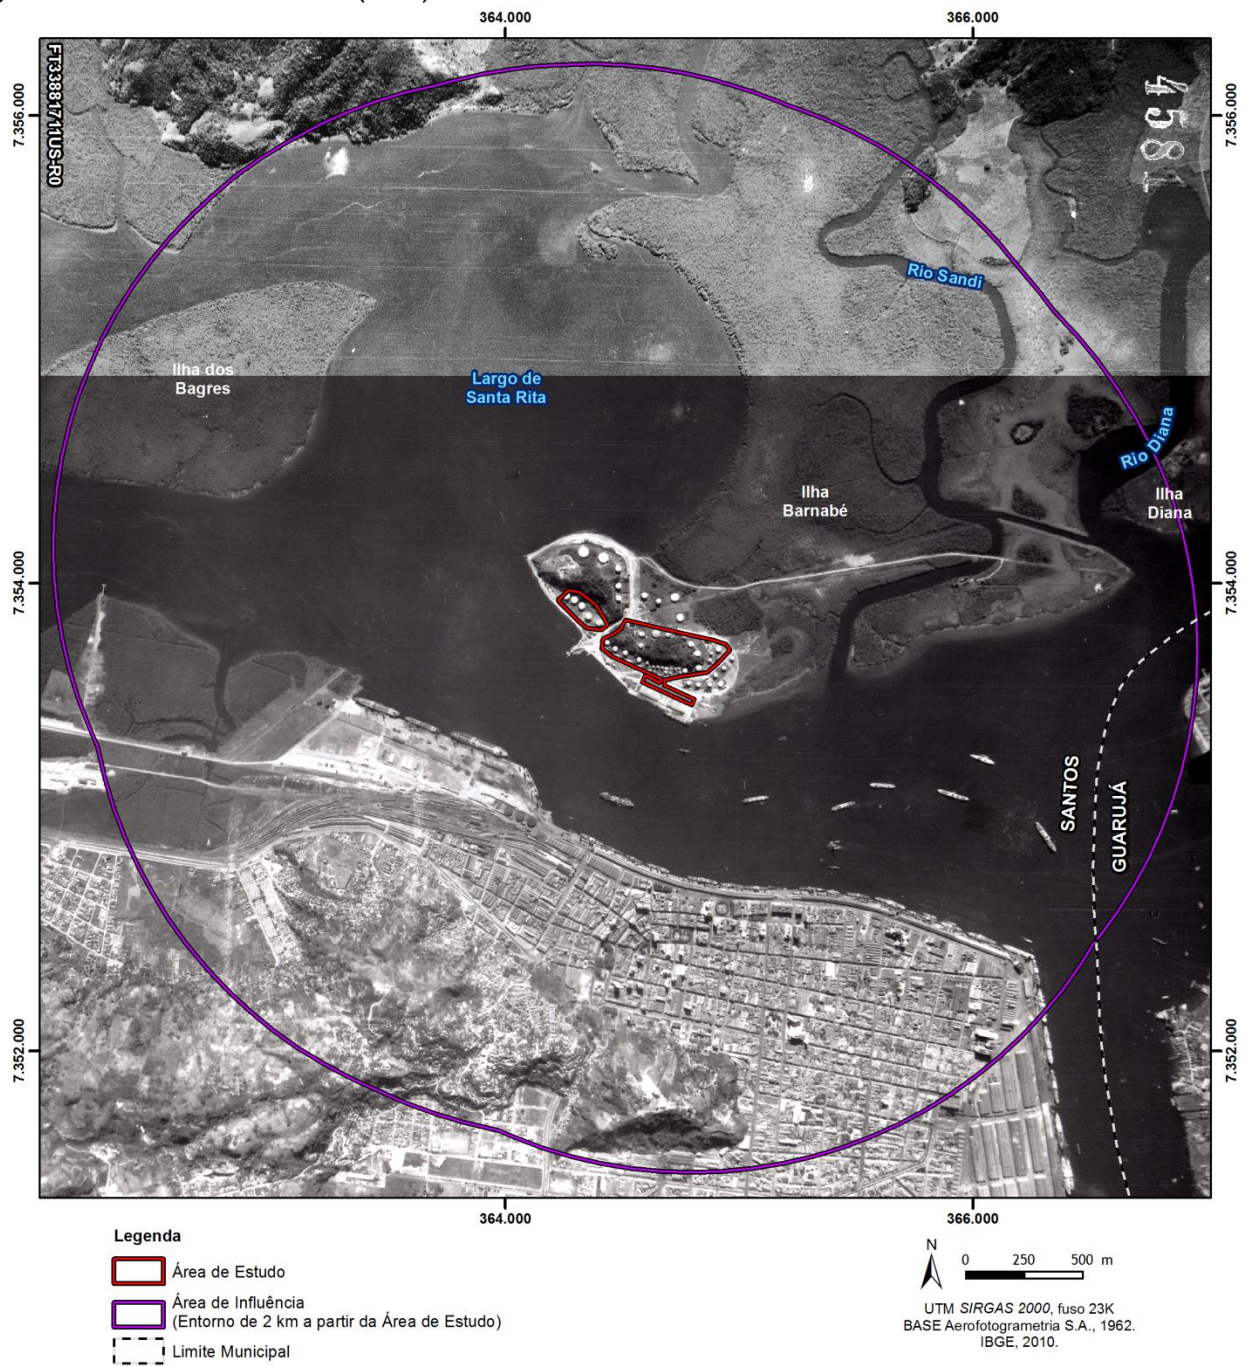 364.000
366.000
FT33881711US-R0
4581
7.356.000
7.356.000
Rio Sandi
Ilha dos
Bagres
Largo de
Santa Rita
Rio Diana
Ilha
Barnabé
Ilha
Diana
7.354.000
7.354.000
SANTOS
GUARUJÁ
7.352.000
7.352.000
364.000
366.000
Legenda
Área de Estudo
Área de Influência
(Entorno de 2 km a partir da Área de Estudo)
Limite Municipal
N
0 250 500 m
UTM SIRGAS 2000, fuso 23K
BASE Aerofotogrametria S.A., 1962.
IBGE, 2010.